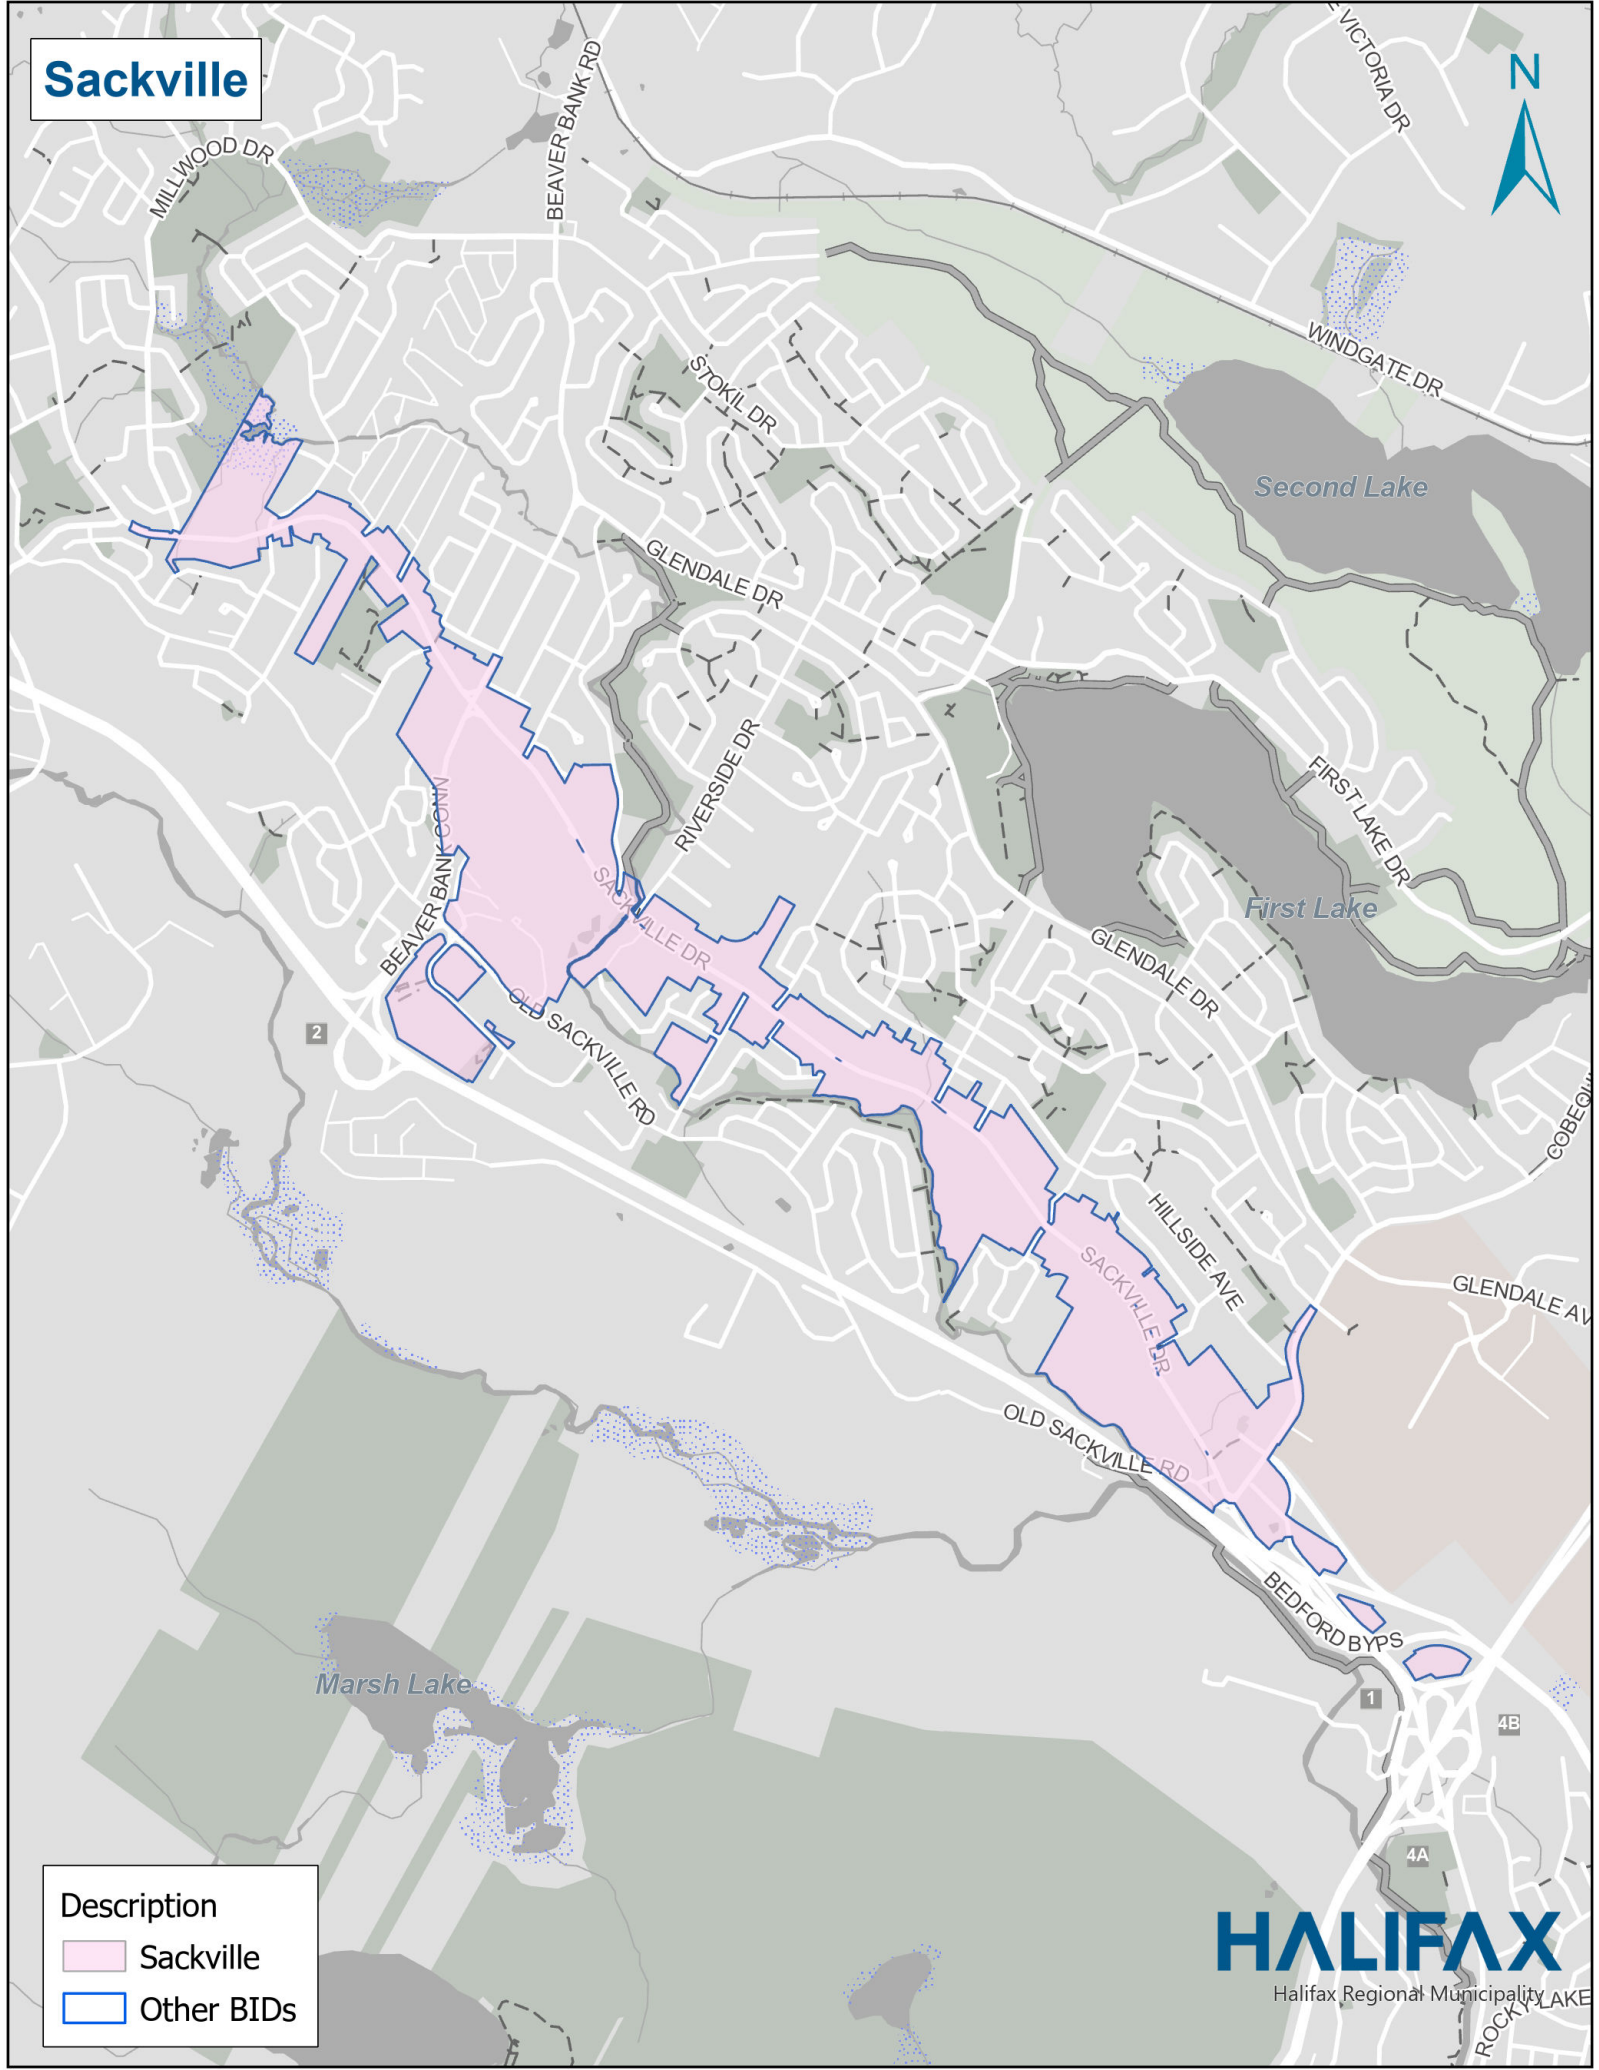 Sackville
N
E VICTORIA DR
BEAVER BANK RD
MILLWOOD DR
WINDGATE DR
STOKIL DR
Second Lake
GLENDALE DR
RIVERSIDE DR
FIRST LAKE DR
BEAVER BANK CONN
SACKVILLE DR
First Lake
GLENDALE DR
OLD SACKVILLE RD
2
COBEQUI
HILLSIDE AVE
SACKVILLE DR
GLENDALE AV
OLD SACKVILLE RD
BEDFORD BYPS
Marsh Lake
1
4B
4A
Description
Sackville
Other BIDs
HALIFAX
Halifax Regional Municipality
ROCKY LAKE